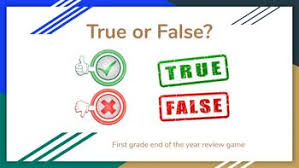 True or False?
TRUE
FALSE
First grade end of the year review game